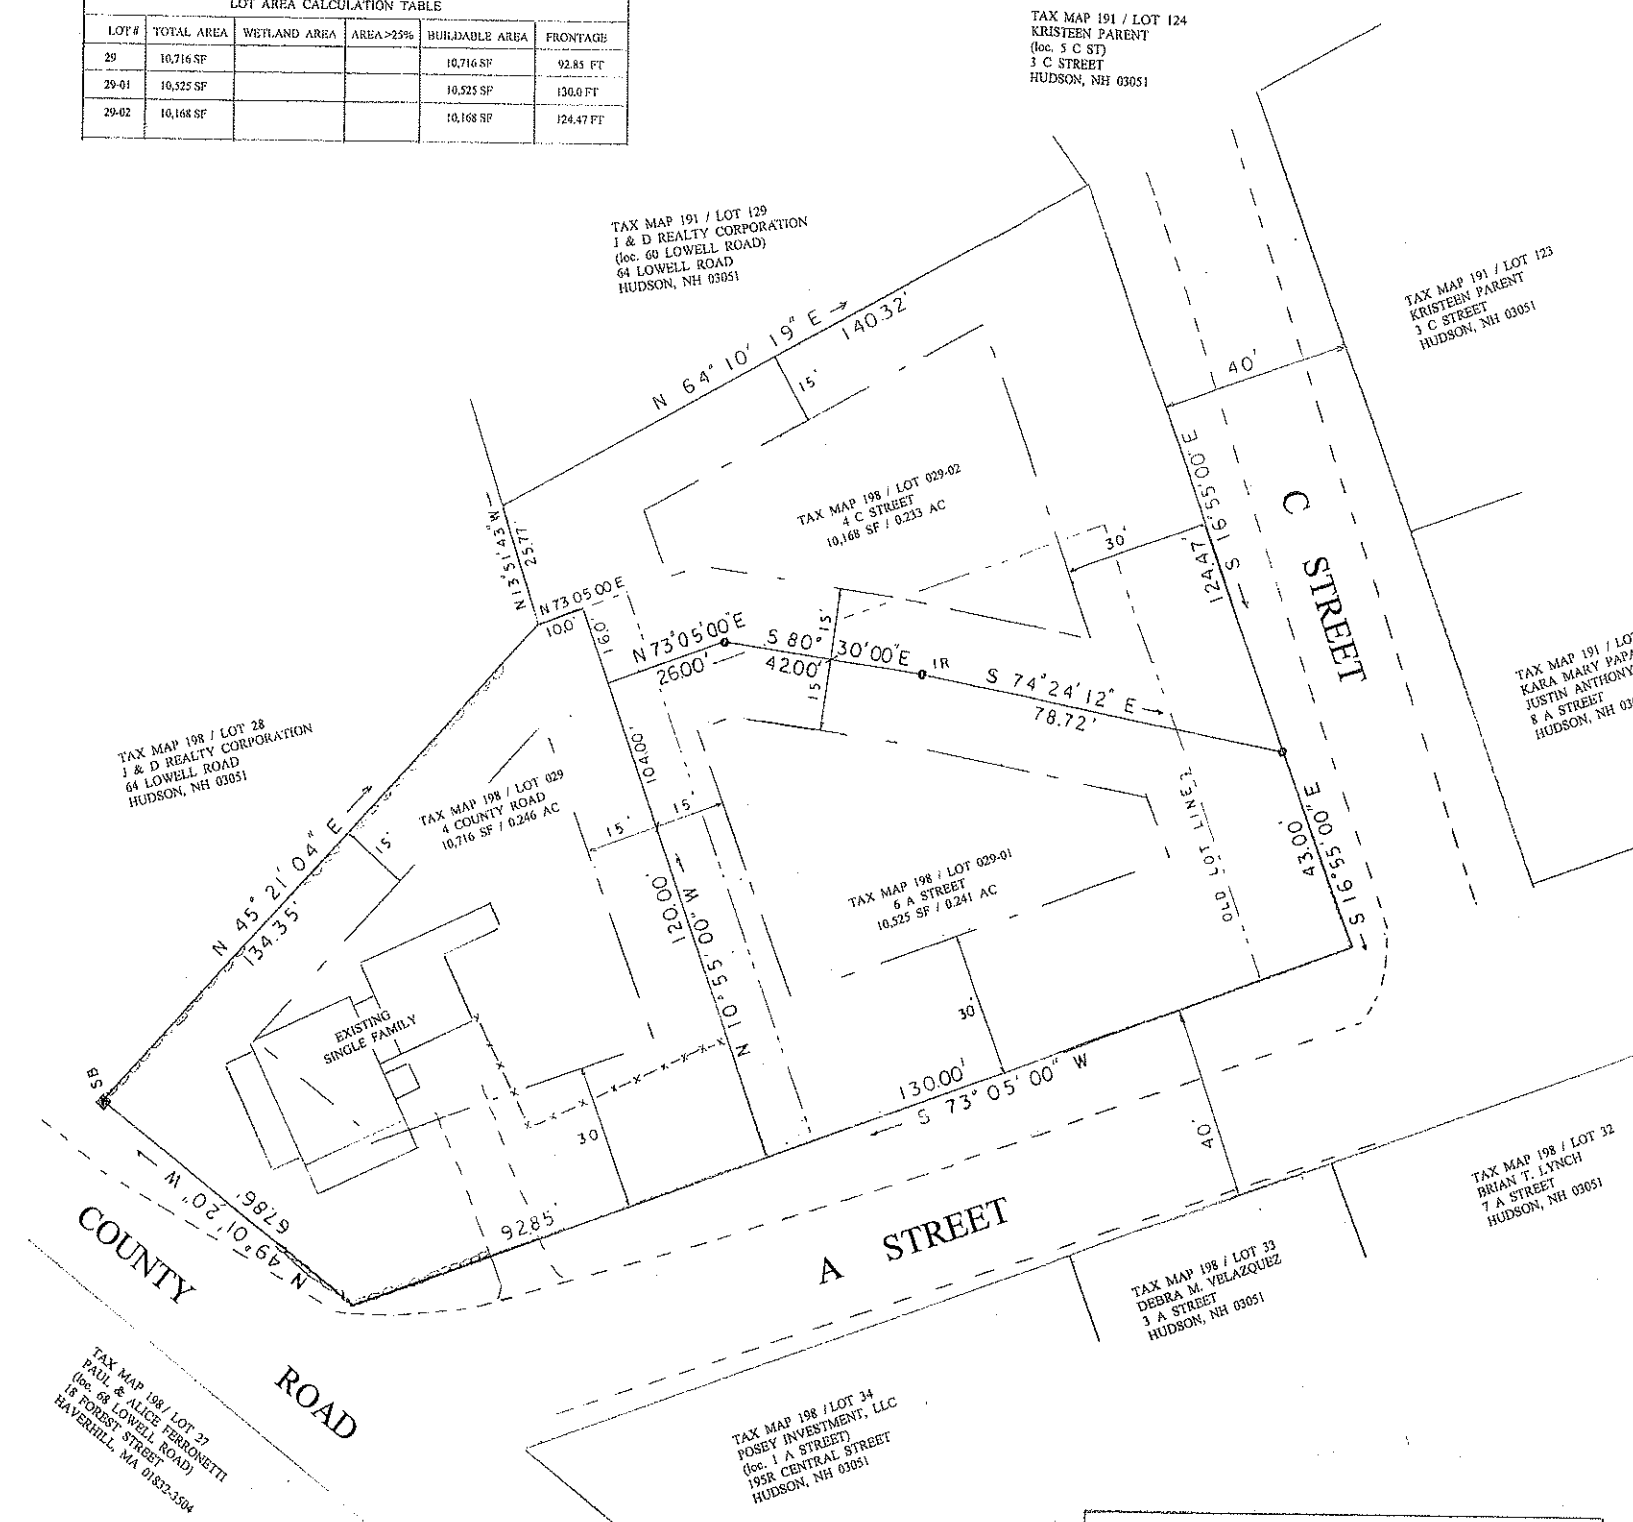 LOT AREA CALCULATION TABLE
LOT # TOTAL AREA WETLAND AREA AREA >25% BUILDABLE AREA FRONTAGE
29 10,716 SF 10,716 SF 92.85 FT
29-01 10,525 SF 10,525 SF 130.0 FT
29-02 10,168 SF 10,168 SF 124.47 FT
TAX MAP 191 / LOT 124
KRISTEEN PARENT
(loc. 5 C ST)
3 C STREET
HUDSON, NH 03051
TAX MAP 191 / LOT 129
J & D REALTY CORPORATION
(loc. 60 LOWELL ROAD)
64 LOWELL ROAD
HUDSON, NH 03051
TAX MAP 191 / LOT 123
KRISTEEN PARENT
3 C STREET
HUDSON, NH 03051
N 64° 10' 19" E
140.32'
15'
40'
TAX MAP 198 / LOT 029-02
4 C STREET
10,168 SF / 0.233 AC
S 16°55'00"E
124.47'
30'
C STREET
N13°51'43"W
25.77'
N 73 05 00 E
10.0'
16.0'
N 73°05'00"E
26.00'
S 80° 30'00"E
42.00'
15'
15'
IR
S 74°24'12" E
78.72'
TAX MAP 191 / LO
KARA MARY PAPA
JUSTIN ANTHONY
8 A STREET
HUDSON, NH 03
TAX MAP 198 / LOT 28
J & D REALTY CORPORATION
64 LOWELL ROAD
HUDSON, NH 03051
TAX MAP 198 / LOT 029
4 COUNTY ROAD
10,716 SF / 0.246 AC
104.00'
15'
15'
15'
N 45° 21' 04" E
134.35'
120.00'
N 10° 55' 00" W
TAX MAP 198 / LOT 029-01
6 A STREET
10,525 SF / 0.241 AC
OLD LOT LINE
43.00'
S 16°55'00"E
EXISTING
SINGLE FAMILY
SB
30'
30
130.00'
S 73° 05' 00" W
40'
N 49°01'20" W
67.86'
92.85'
COUNTY ROAD
A STREET
TAX MAP 198 / LOT 32
BRIAN T. LYNCH
7 A STREET
HUDSON, NH 03051
TAX MAP 198 / LOT 33
DEBRA M. VELAZQUEZ
3 A STREET
HUDSON, NH 03051
TAX MAP 198 / LOT 27
PAUL & ALICE FERRONETTI
(loc. 68 LOWELL ROAD)
18 FOREST STREET
HAVERHILL, MA 01832-3504
TAX MAP 198 / LOT 34
POSEY INVESTMENT, LLC
(loc. 1 A STREET)
195R CENTRAL STREET
HUDSON, NH 03051